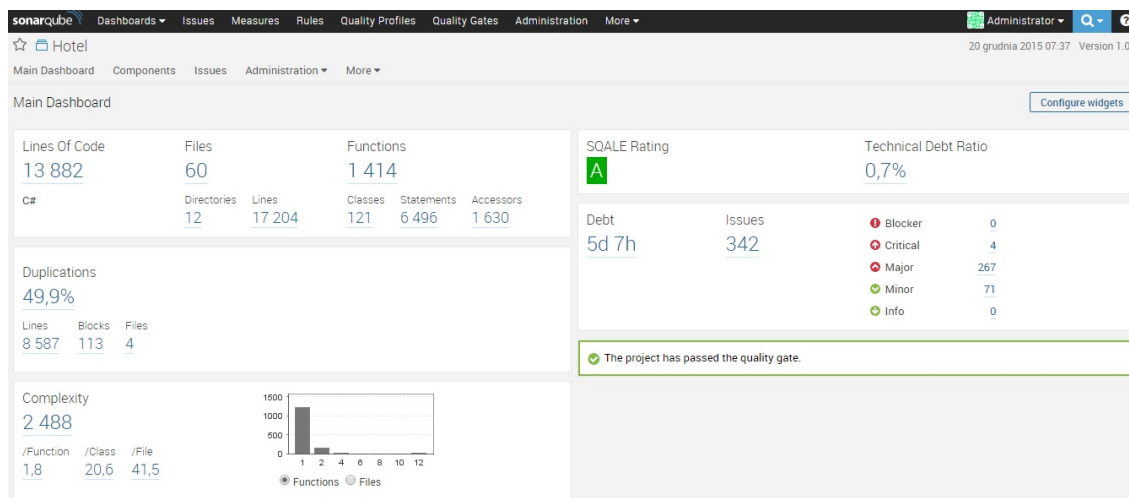 sonarqube Dashboards Issues Measures Rules Quality Profiles Quality Gates Administration More Administrator
Hotel 20 grudnia 2015 07:37 Version 1.0
Main Dashboard Components Issues Administration More
Main Dashboard Configure widgets
Lines Of Code Files Functions
13 882 60 1 414
C# Directories Lines Classes Statements Accessors
12 17 204 121 6 496 1 630
Duplications
49,9%
Lines Blocks Files
8 587 113 4
Complexity
2 488
/Function /Class /File
1,8 20,6 41,5
1500
1000
500
0
1 2 4 6 8 10 12
Functions Files
SQALE Rating Technical Debt Ratio
A 0,7%
Debt Issues
5d 7h 342
Blocker 0
Critical 4
Major 267
Minor 71
Info 0
The project has passed the quality gate.